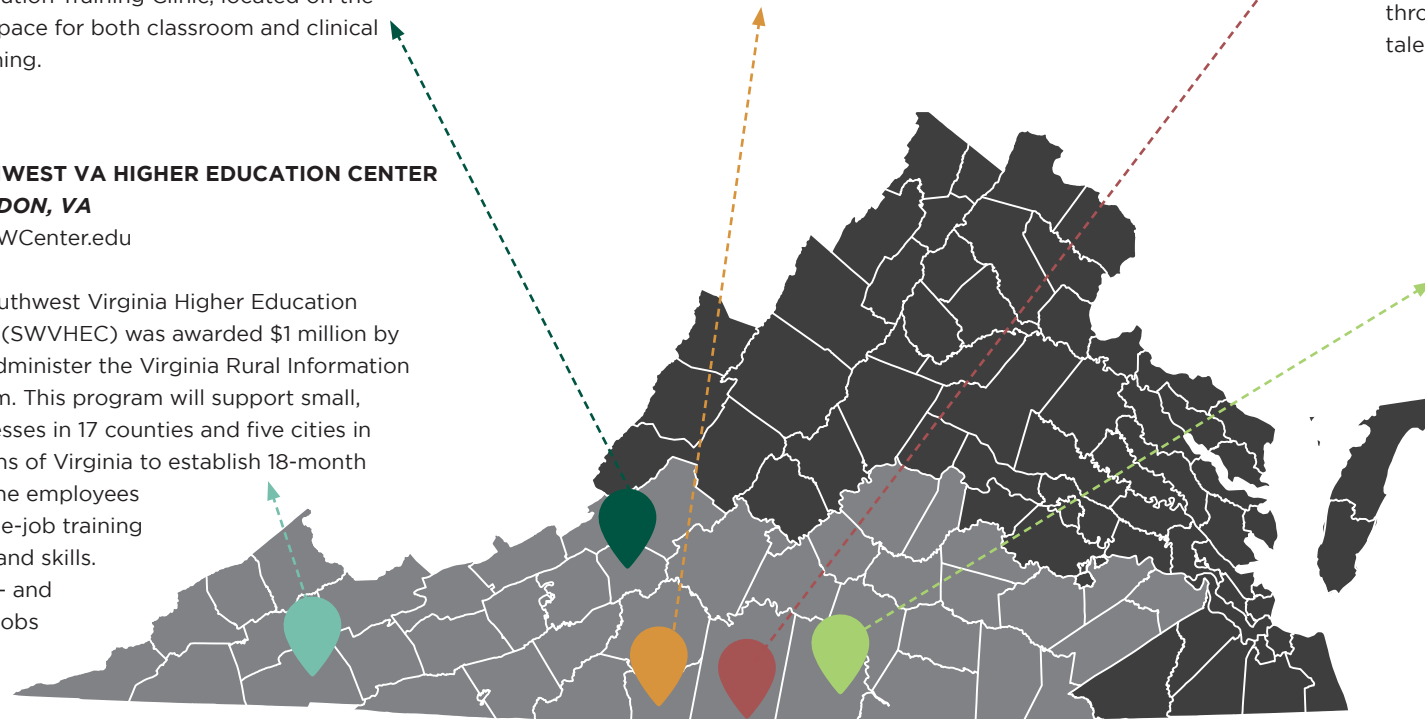 ation Training Clinic, located on the
pace for both classroom and clinical
ning.
WEST VA HIGHER EDUCATION CENTER
DON, VA
WCenter.edu
uthwest Virginia Higher Education
(SWVHEC) was awarded $1 million by
dminister the Virginia Rural Information
m. This program will support small,
esses in 17 counties and five cities in
ns of Virginia to establish 18-month
ne employees
e-job training
and skills.
- and
obs
thro
tale